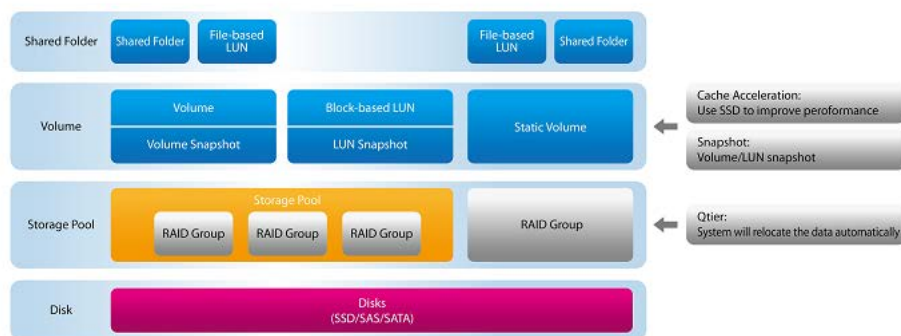 Shared Folder
Shared Folder
File-based
LUN
File-based
LUN
Shared Folder
Volume
Volume
Volume Snapshot
Block-based LUN
LUN Snapshot
Static Volume
Cache Acceleration:
Use SSD to improve peroformance
Snapshot:
Volume/LUN snapshot
Storage Pool
Storage Pool
RAID Group
RAID Group
RAID Group
RAID Group
Qtier:
System will relocate the data automatically
Disk
Disks
(SSD/SAS/SATA)